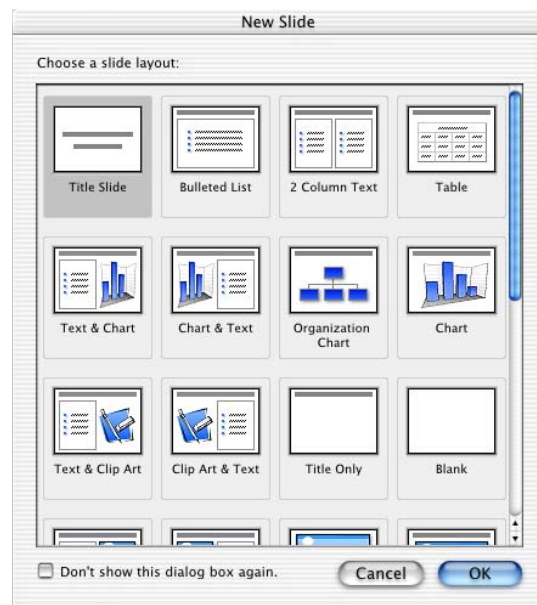 New Slide
Choose a slide layout:
Title Slide
Bulleted List
2 Column Text
Table
Text & Chart
Chart & Text
Organization
Chart
Chart
Text & Clip Art
Clip Art & Text
Title Only
Blank
Don't show this dialog box again.
Cancel
OK